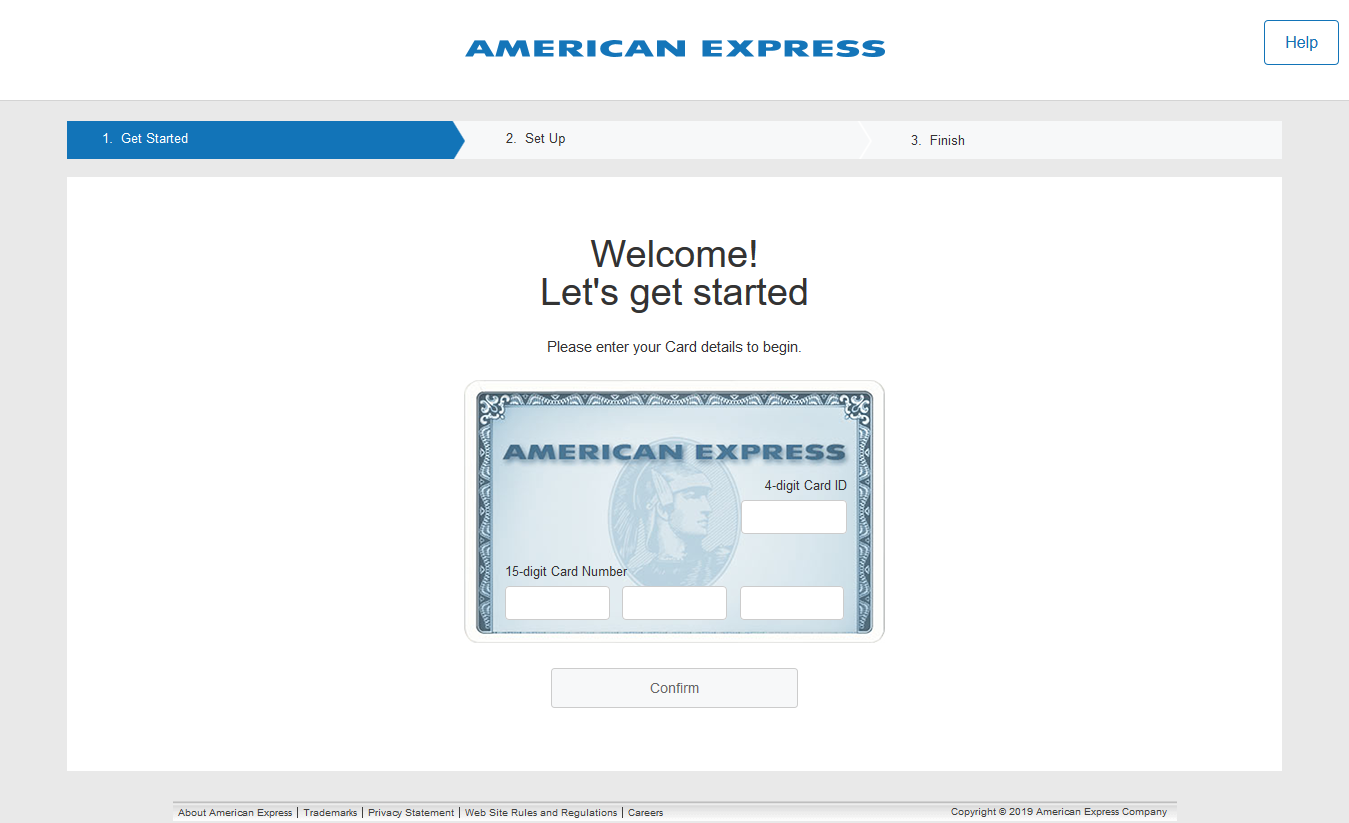 AMERICAN EXPRESS
Help
1. Get Started
2. Set Up
3. Finish
Welcome!
Let's get started
Please enter your Card details to begin.
AMERICAN EXPRESS
4-digit Card ID
15-digit Card Number
Confirm
About American Express | Trademarks | Privacy Statement | Web Site Rules and Regulations | Careers
Copyright © 2019 American Express Company